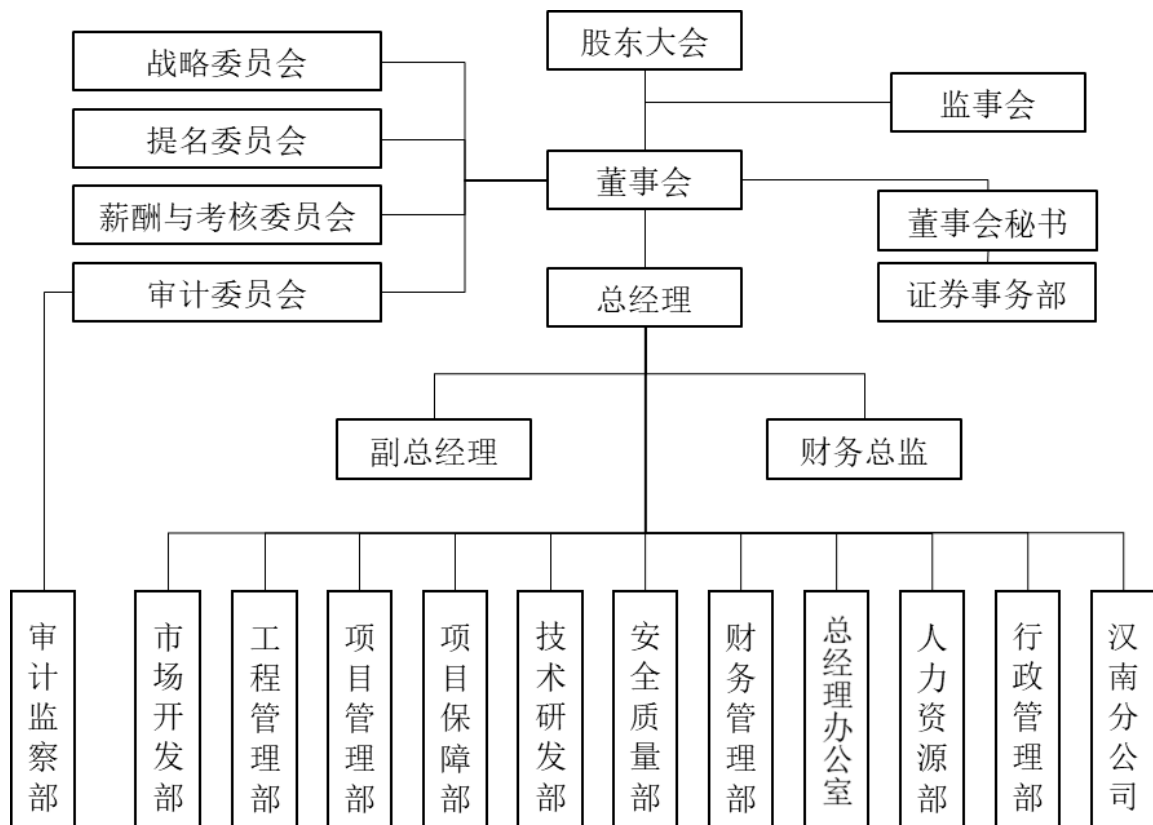 股东大会
战略委员会
监事会
提名委员会
董事会
薪酬与考核委员会
董事会秘书
审计委员会
总经理
证券事务部
副总经理
财务总监
审计监察部
市场开发部
工程管理部
项目管理部
项目保障部
技术研发部
安全质量部
财务管理部
总经理办公室
人力资源部
行政管理部
汉南分公司